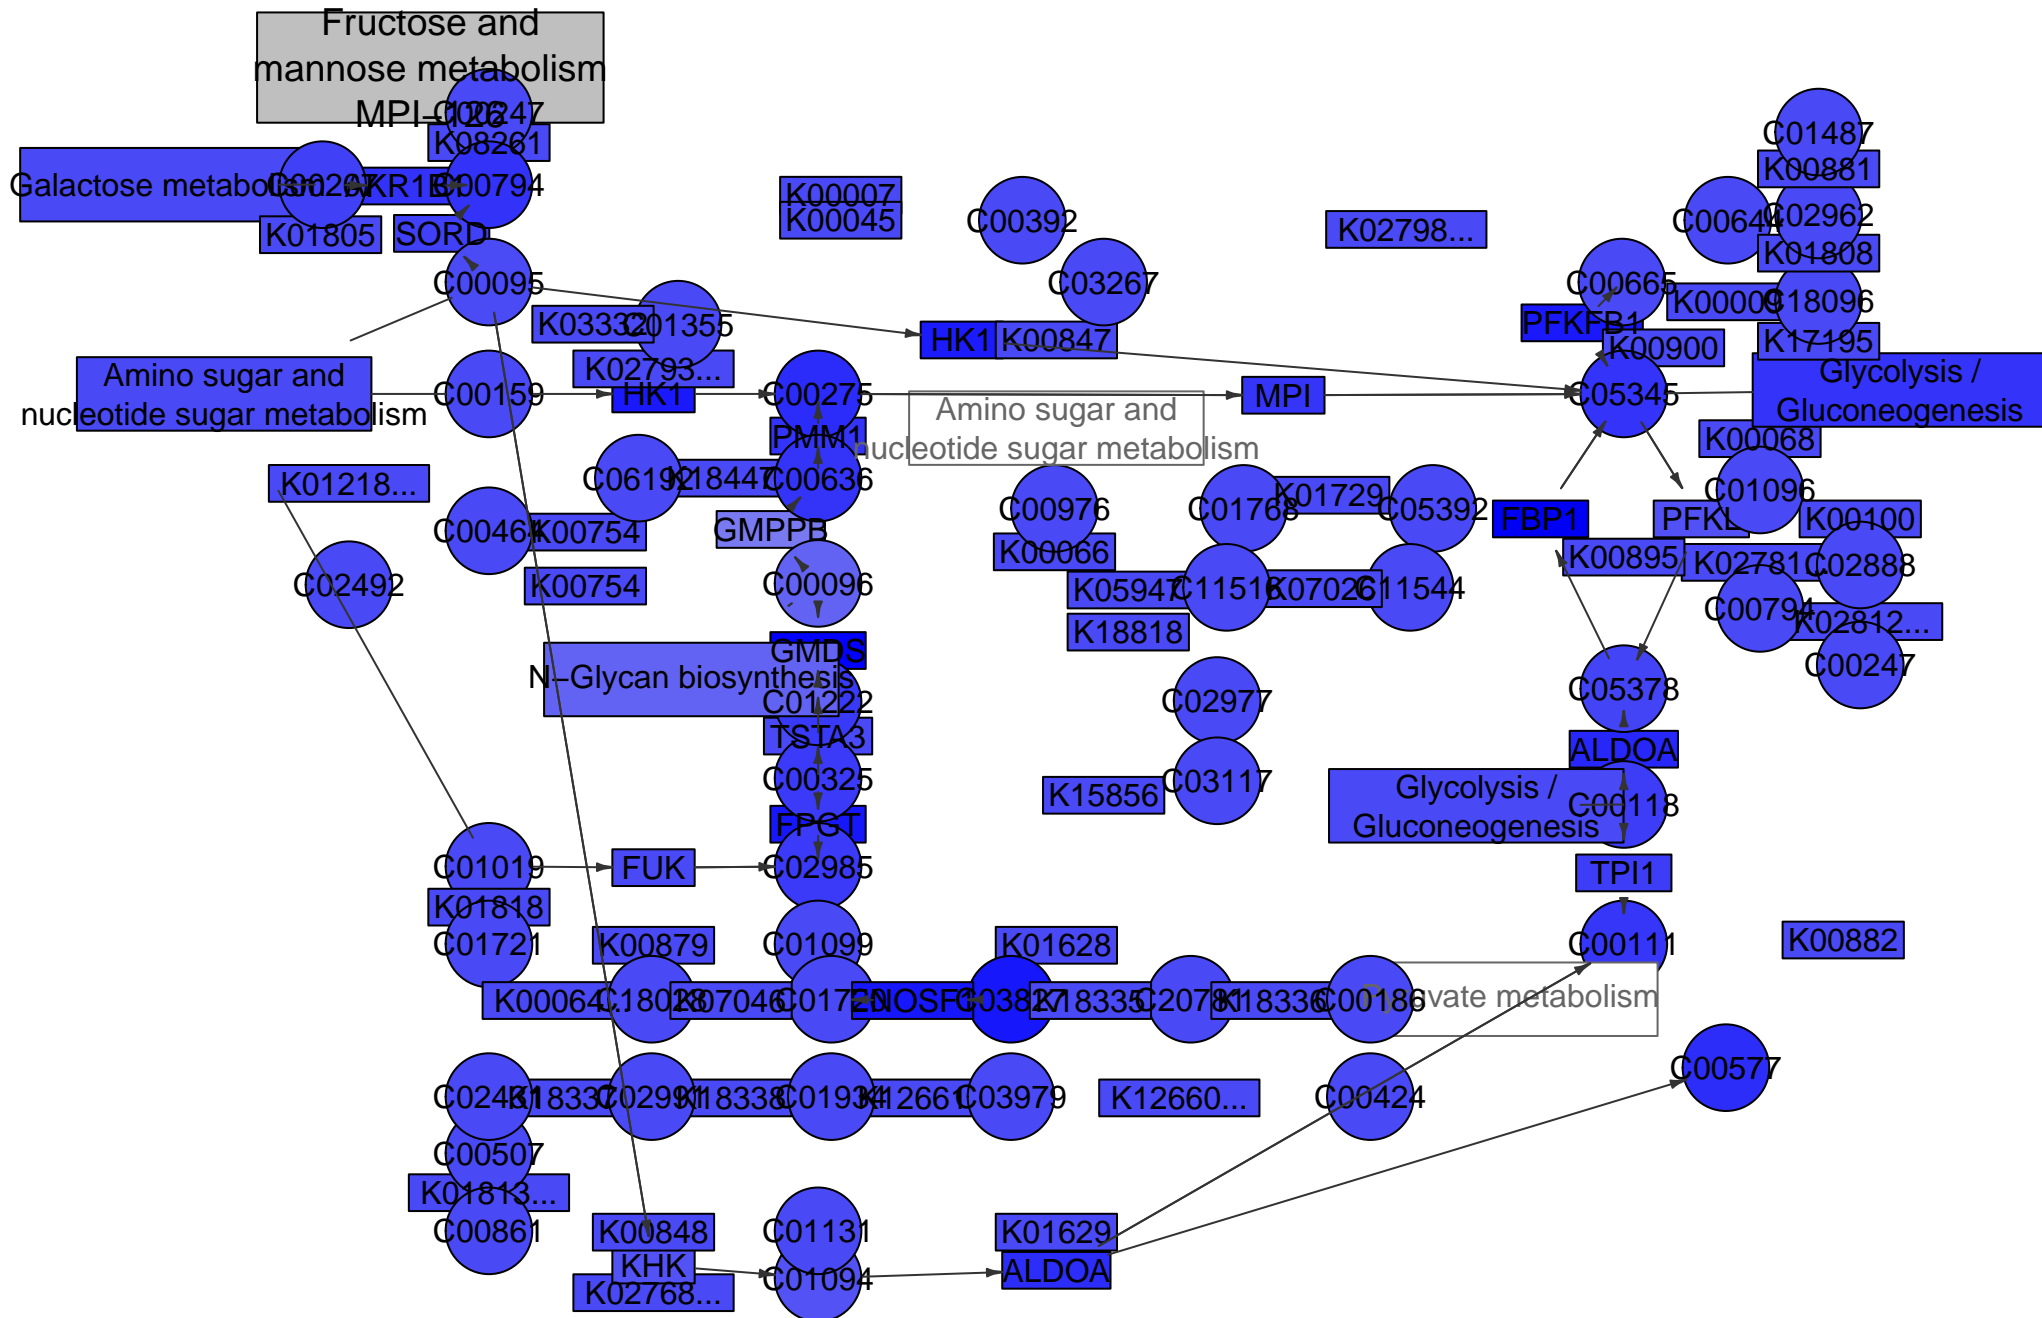 Fructose and
mannose metabolism
MPI-126
C00247
K08261
Galactose metabolism
C00267
AKR1B1
C00794
K01805
SORD
C00095
K00007
K00045
C00392
C03267
K02798...
C01487
K00881
C00644
C02962
K01808
C00665
K00009
C18096
K17195
PFKFB1
K00900
K03332
C01355
K02793...
HK1
K00847
Amino sugar and
nucleotide sugar metabolism
C00159
HK1
C00275
Amino sugar and
nucleotide sugar metabolism
MPI
C05345
Glycolysis /
Gluconeogenesis
PMM1
K00068
K01218...
C06192
K18447
C00636
C00976
C01768
K01729
C05392
C01096
C00464
K00754
GMPPB
K00066
FBP1
PFKL
K00100
K00895
K02781
C02888
C02492
K00754
C00096
K05947
C11516
K07026
C11544
C00794
K02812...
K18818
GMDS
N-Glycan biosynthesis
C01222
C02977
C05378
C00247
TSTA3
ALDOA
C00325
K15856
C03117
Glycolysis /
Gluconeogenesis
C00118
FPGT
C01019
FUK
C02985
TPI1
K01818
C01721
K00879
C01099
K01628
C00111
K00882
K00064...
C18028
K07046
C01720
ENOSF1
C03827
K18335
C20781
K18336
C00186
Pyruvate metabolism
C00577
C02431
K18337
C02991
K18338
C01934
K12661
C03979
K12660...
C00424
C00507
K01813...
C00861
K00848
C01131
K01629
KHK
C01094
ALDOA
K02768...